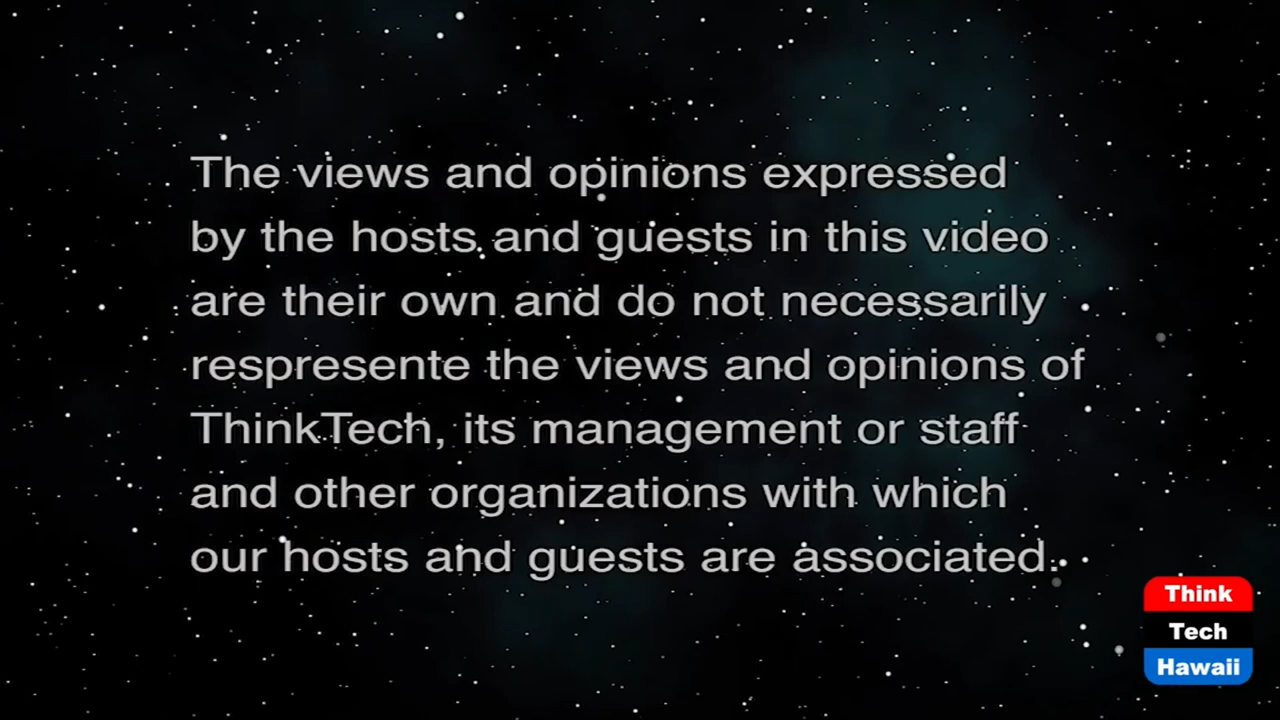 The views and opinions expressed
by the hosts and guests in this video
are their own and do not necessarily
respresente the views and opinions of
ThinkTech, its management or staff
and other organizations with which
our hosts and guests are associated.
Think
Tech
Hawaii